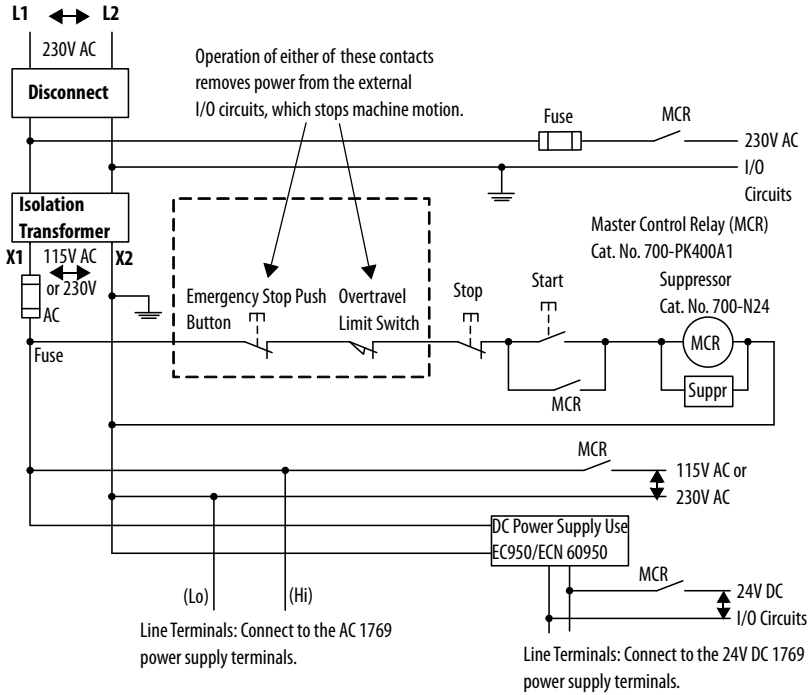 L1 L2
230V AC
Disconnect
Operation of either of these contacts
removes power from the external
I/O circuits, which stops machine motion.
Fuse
MCR
230V AC
I/O
Circuits
Isolation
Transformer
X1 115V AC X2
or 230V
AC
Fuse
Emergency Stop Push
Button
Overtravel
Limit Switch
Stop
Start
Master Control Relay (MCR)
Cat. No. 700-PK400A1
Suppressor
Cat. No. 700-N24
MCR
Suppr
MCR
MCR
115V AC or
230V AC
DC Power Supply Use
EC950/ECN 60950
(Lo) (Hi)
MCR
24V DC
I/O Circuits
Line Terminals: Connect to the AC 1769
power supply terminals.
Line Terminals: Connect to the 24V DC 1769
power supply terminals.